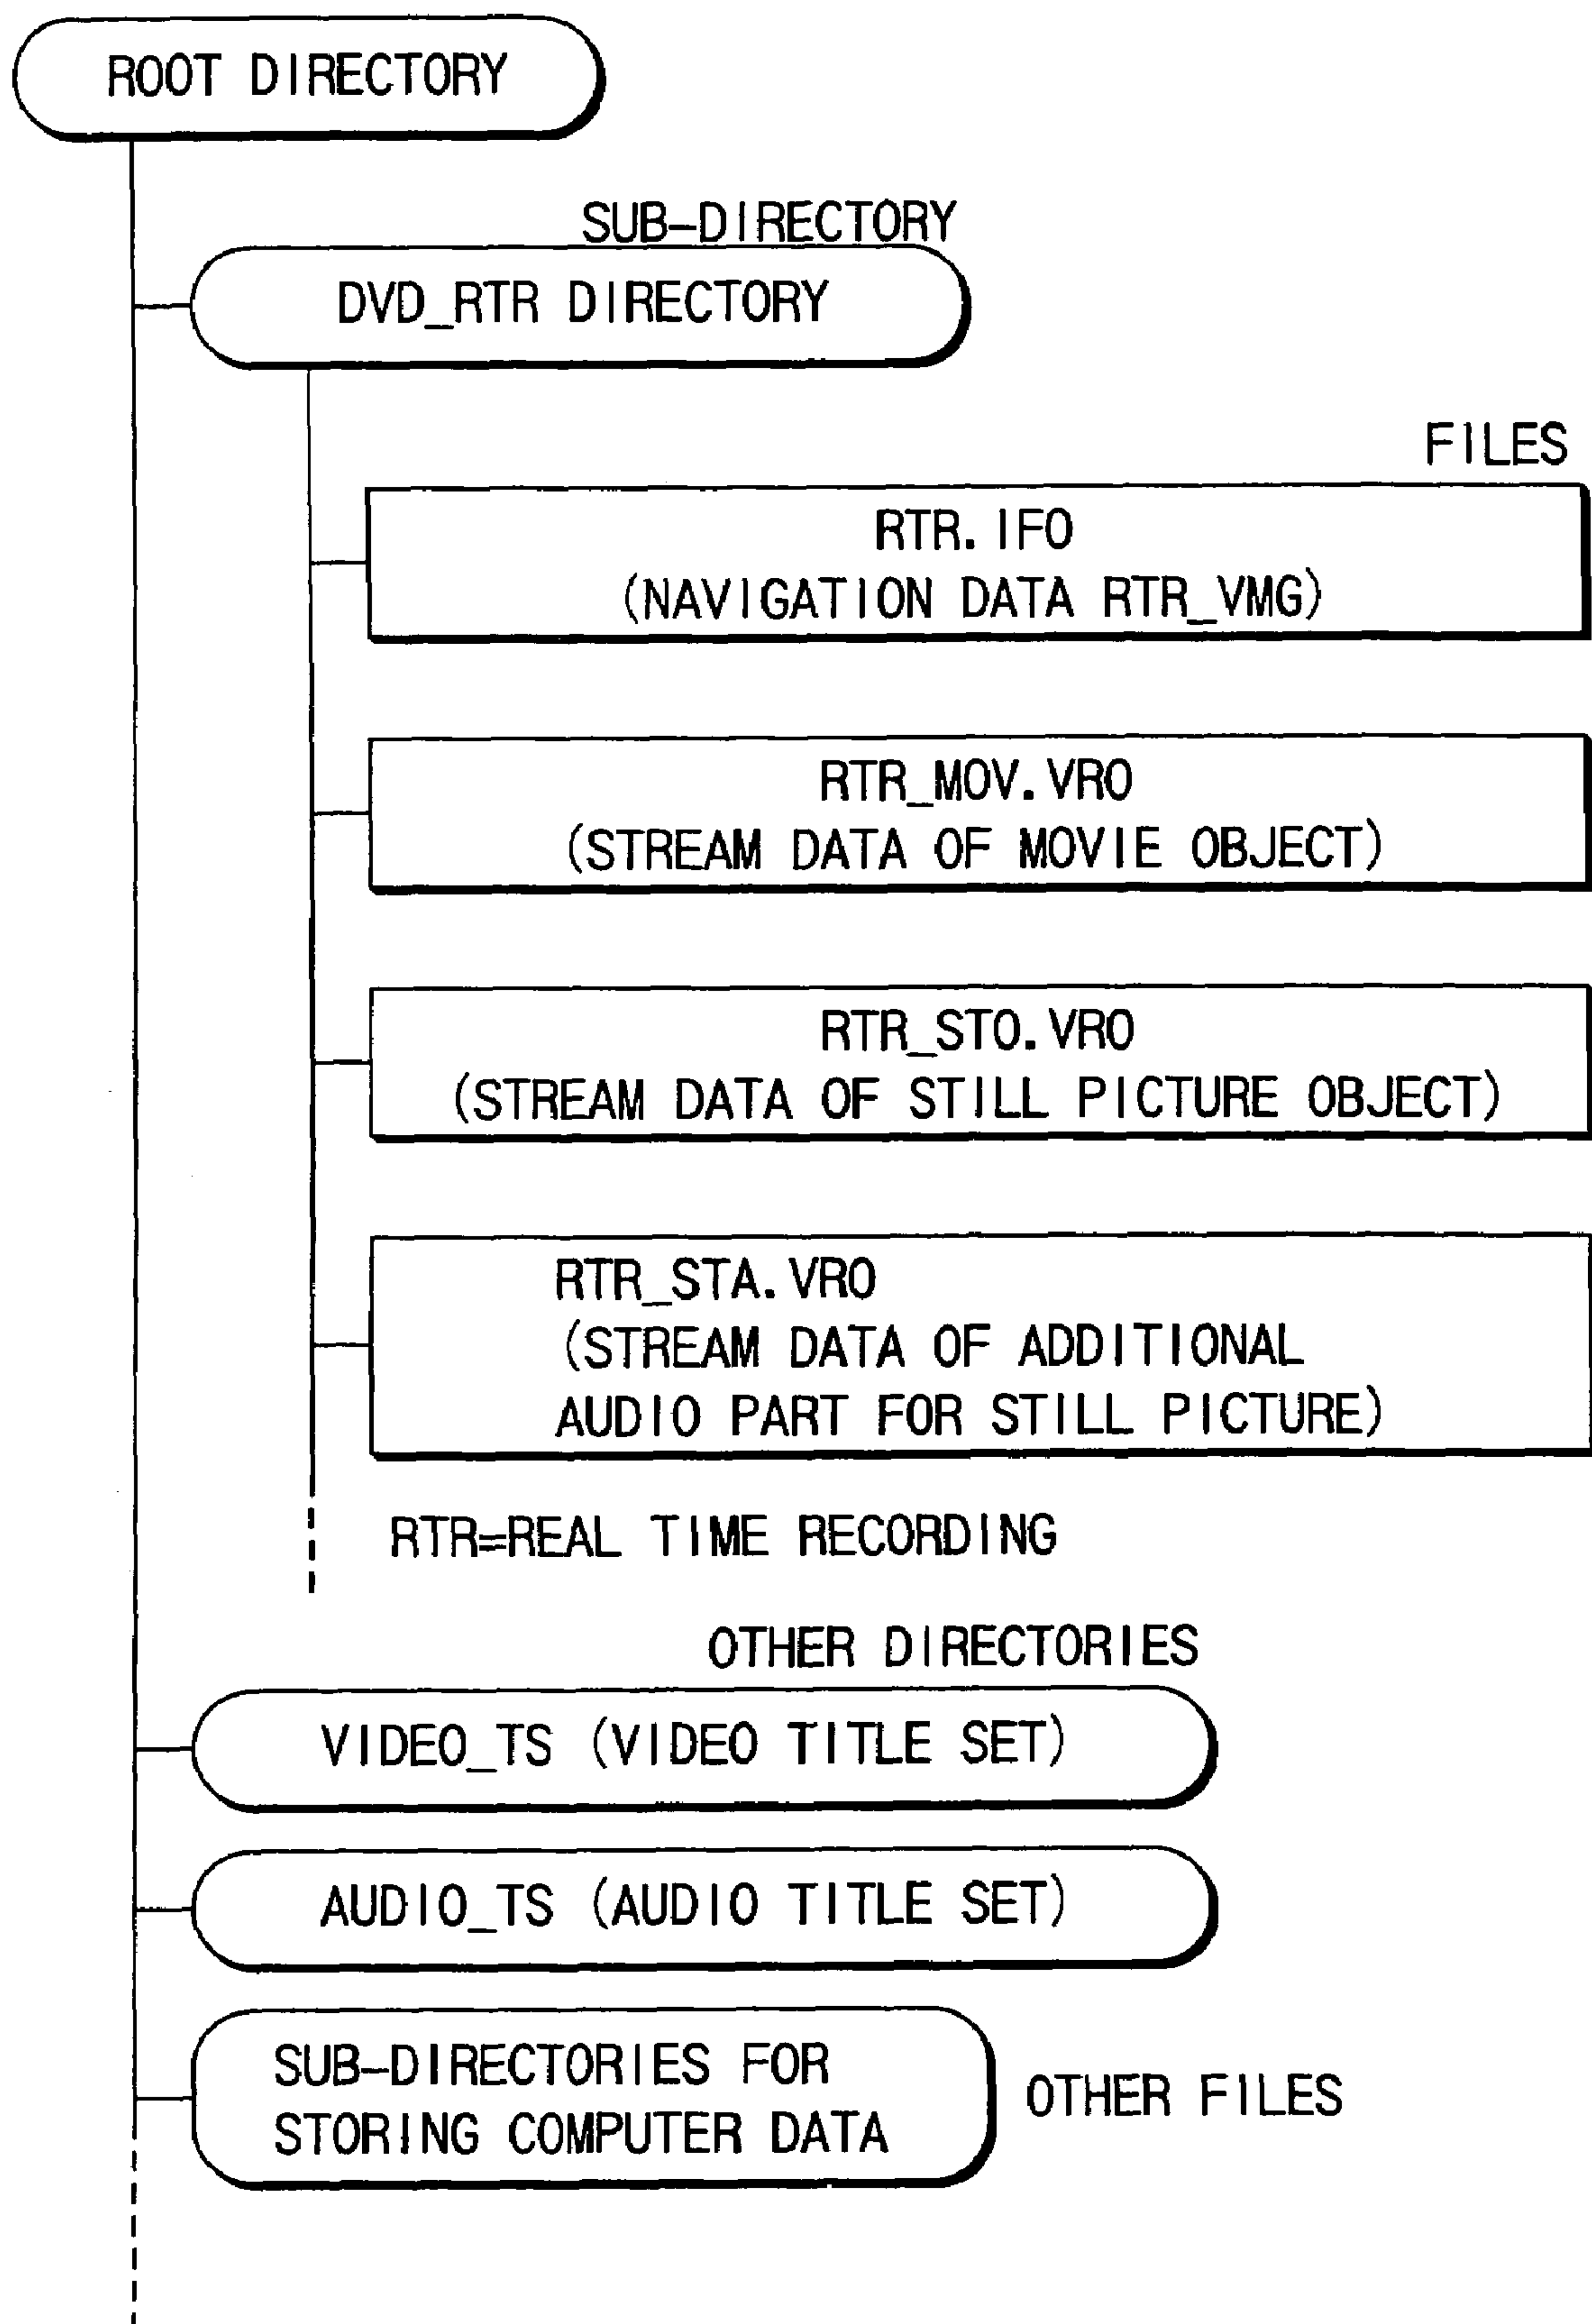 ROOT DIRECTORY
SUB-DIRECTORY
DVD_RTR DIRECTORY
FILES
RTR.IFO
(NAVIGATION DATA RTR_VMG)
RTR_MOV.VRO
(STREAM DATA OF MOVIE OBJECT)
RTR_STO.VRO
(STREAM DATA OF STILL PICTURE OBJECT)
RTR_STA.VRO
(STREAM DATA OF ADDITIONAL
AUDIO PART FOR STILL PICTURE)
RTR=REAL TIME RECORDING
OTHER DIRECTORIES
VIDEO_TS (VIDEO TITLE SET)
AUDIO_TS (AUDIO TITLE SET)
SUB-DIRECTORIES FOR
STORING COMPUTER DATA
OTHER FILES